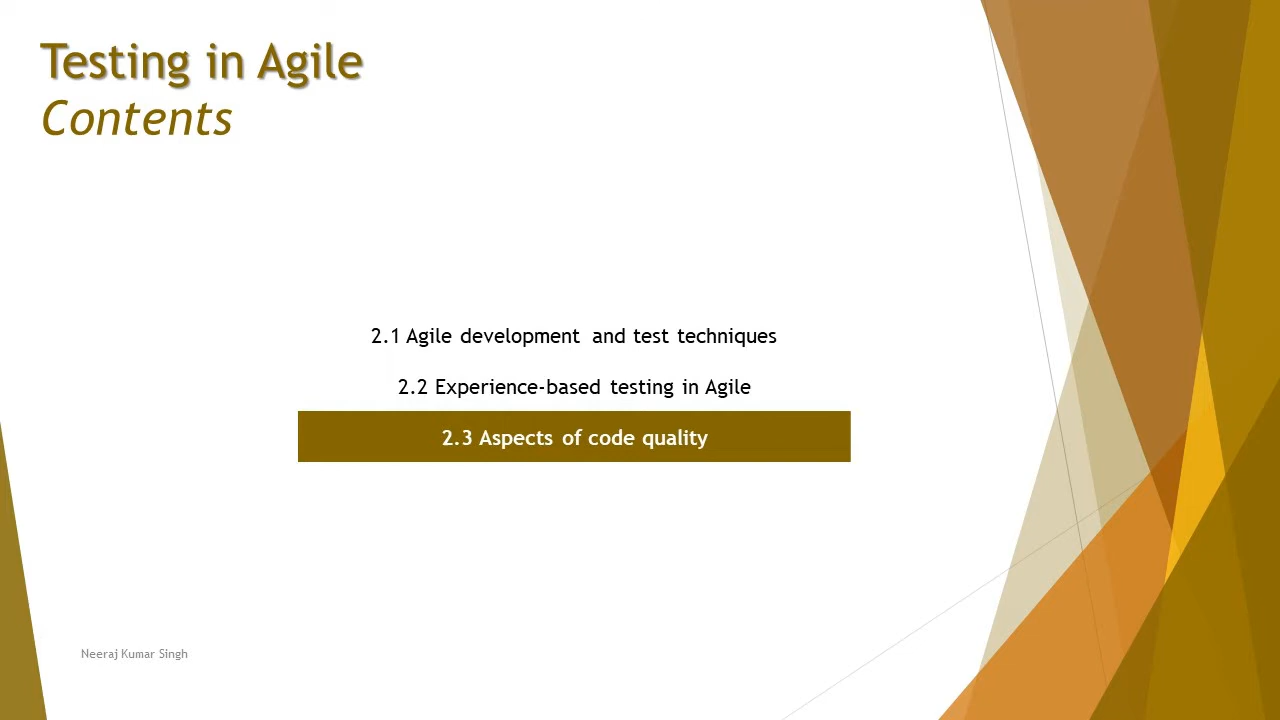 Testing in Agile
Contents
2.1 Agile development and test techniques
2.2 Experience-based testing in Agile
2.3 Aspects of code quality
Neeraj Kumar Singh